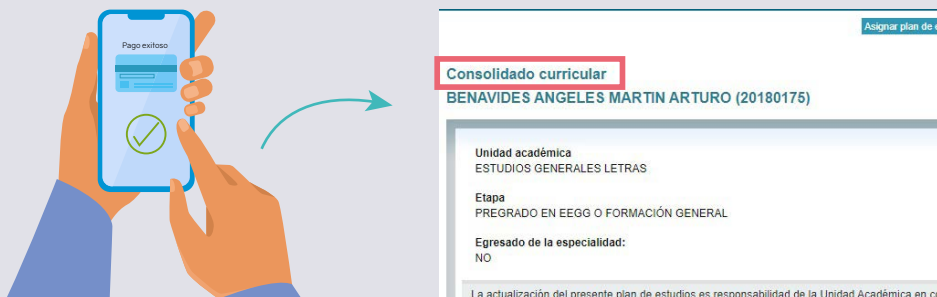 Pago exitoso
Asignar plan de
Consolidado curricular
BENAVIDES ANGELES MARTIN ARTURO (20180175)
Unidad académica
ESTUDIOS GENERALES LETRAS
Etapa
PREGRADO EN EEGG O FORMACIÓN GENERAL
Egresado de la especialidad:
NO
La actualización del presente plan de estudios es responsabilidad de la Unidad Académica en